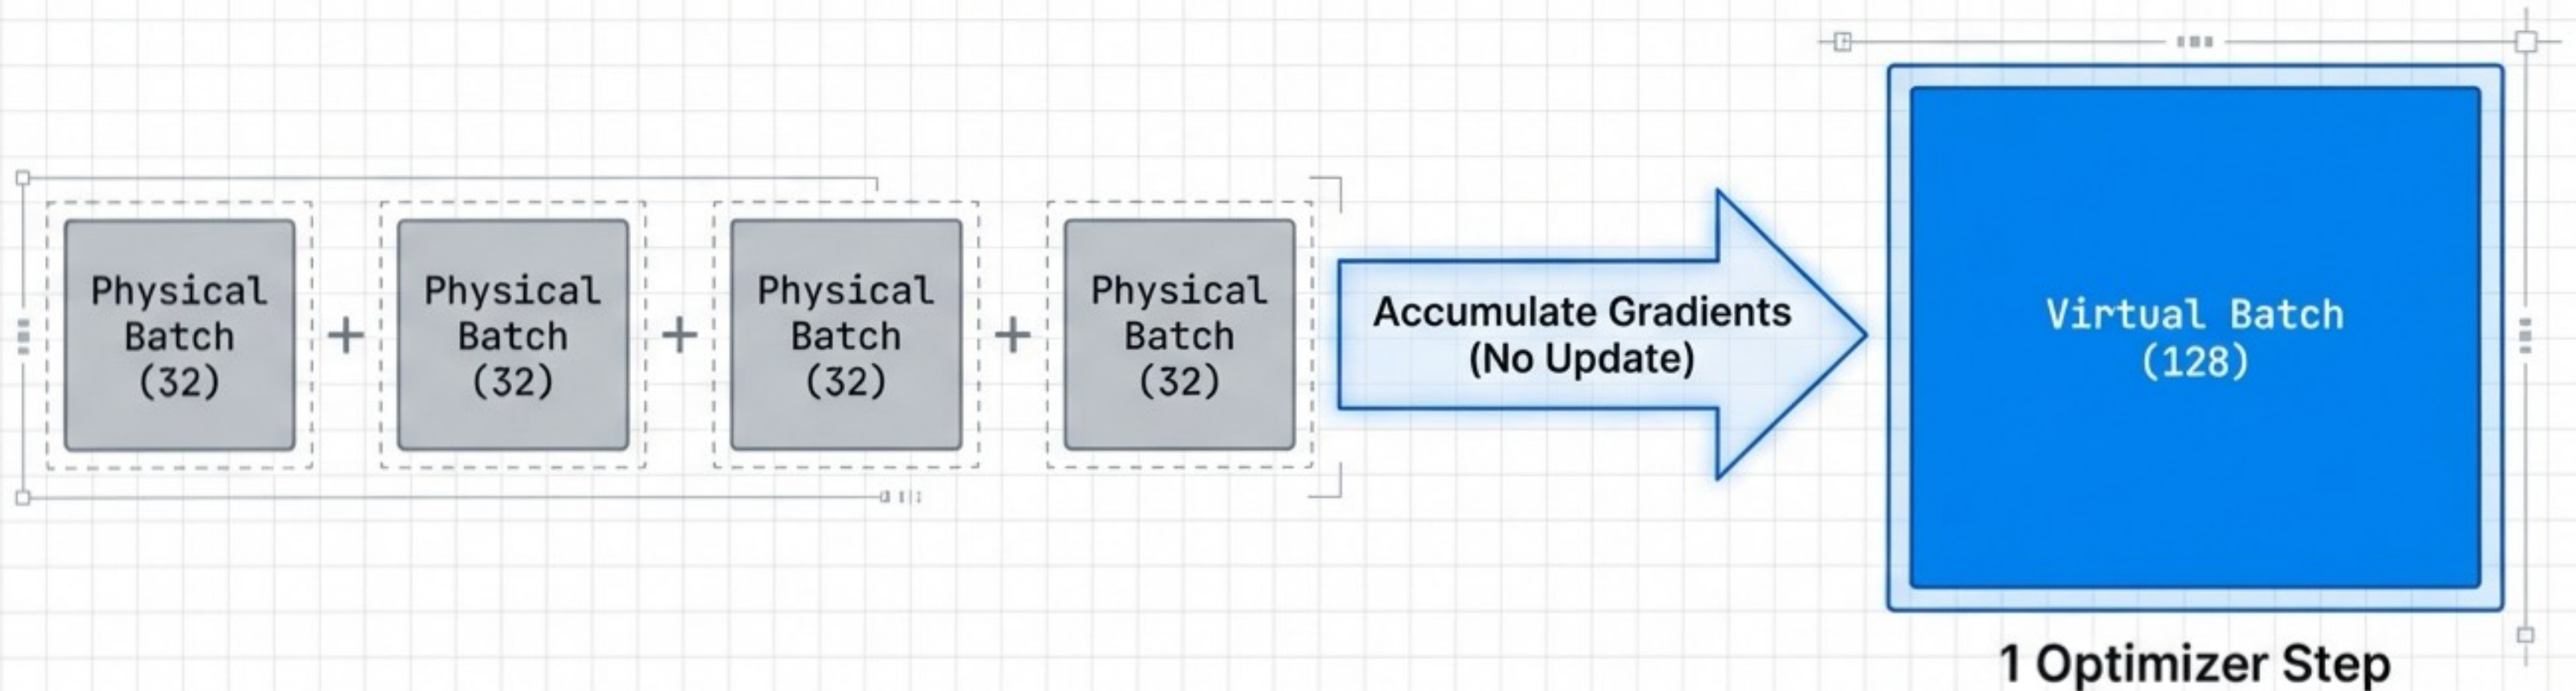 Physical
Batch
(32)
+
Physical
Batch
(32)
+
Physical
Batch
(32)
+
Physical
Batch
(32)
Accumulate Gradients
(No Update)
Virtual Batch
(128)
1 Optimizer Step